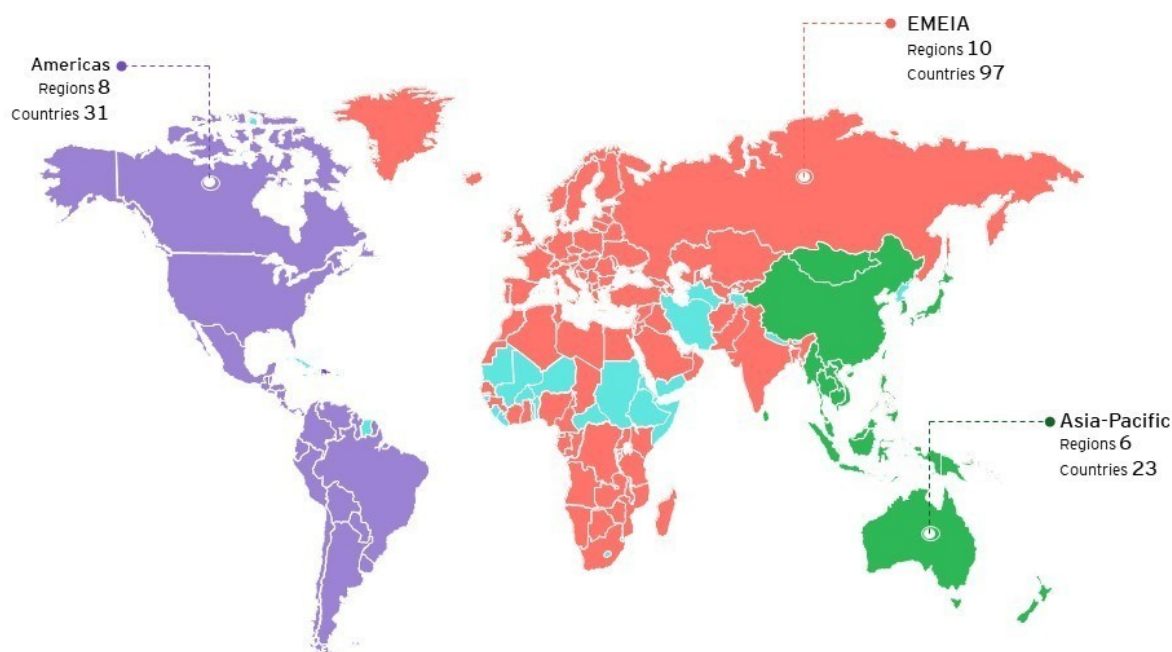 Americas
Regions 8
Countries 31
EMEIA
Regions 10
Countries 97
Asia-Pacific
Regions 6
Countries 23